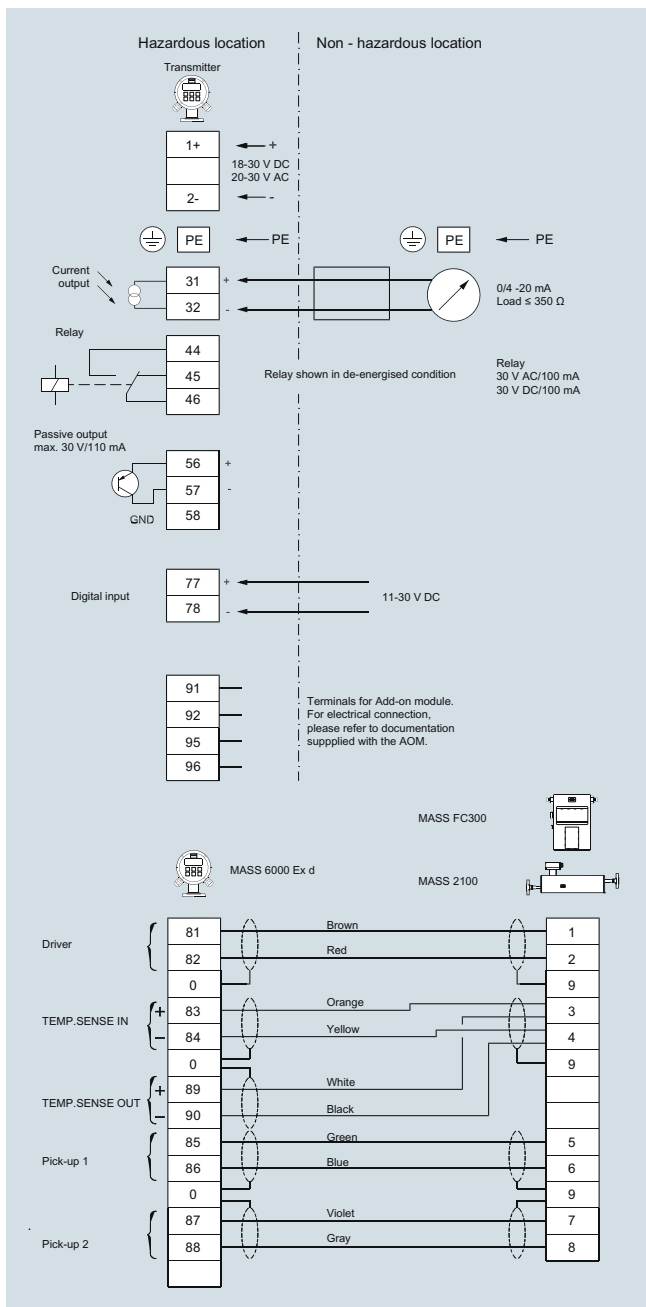 Hazardous location
Non - hazardous location
Transmitter
1+
+
18-30 V DC
20-30 V AC
2-
-
PE
PE
PE
PE
Current
output
31
+
32
-
0/4 -20 mA
Load ≤ 350 Ω
Relay
44
45
46
Relay shown in de-energised condition
Relay
30 V AC/100 mA
30 V DC/100 mA
Passive output
max. 30 V/110 mA
56
+
57
-
GND
58
Digital input
77
+
78
-
11-30 V DC
91
92
95
96
Terminals for Add-on module.
For electrical connection,
please refer to documentation
suppplied with the AOM.
MASS FC300
MASS 6000 Ex d
MASS 2100
Driver
81
Brown
1
82
Red
2
0
9
TEMP.SENSE IN
+
83
Orange
3
−
84
Yellow
4
0
9
TEMP.SENSE OUT
+
89
White
−
90
Black
Pick-up 1
85
Green
5
86
Blue
6
0
9
Pick-up 2
87
Violet
7
88
Gray
8